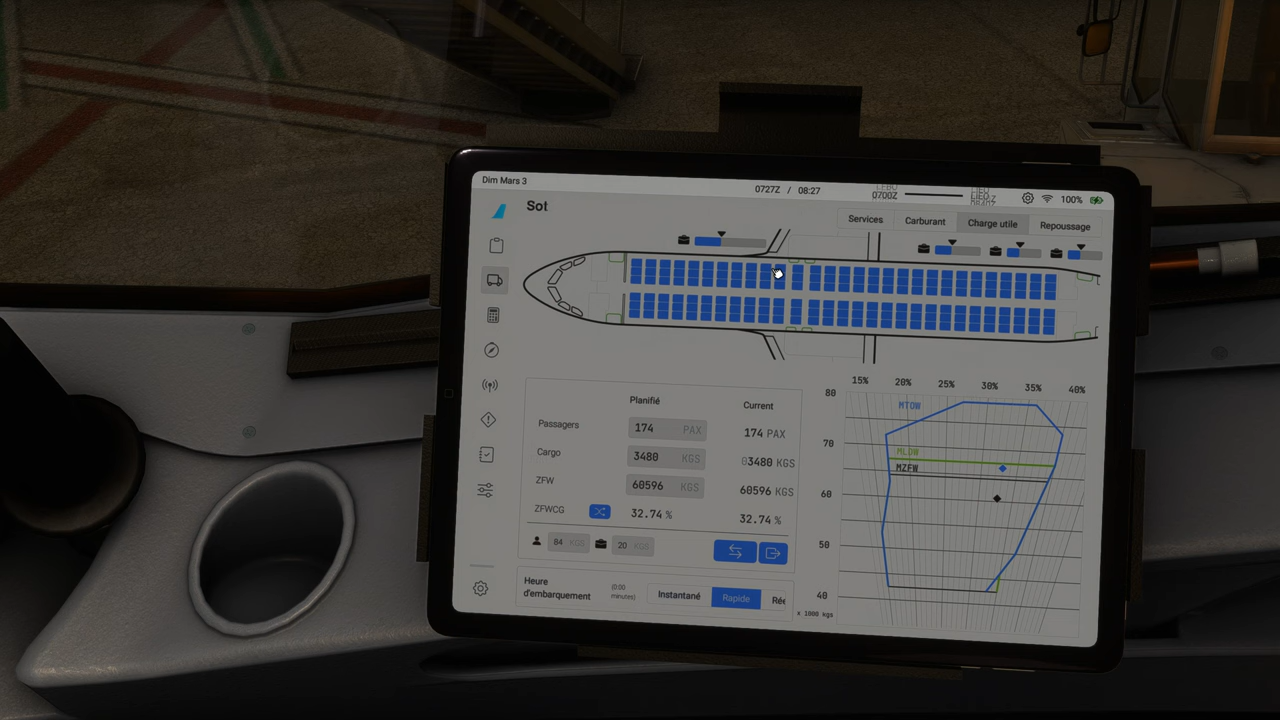 Dim Mars 3
0727Z / 08:27
0700Z
100%
Sol
Services
Carburant
Charge utile
Repoussage
Planifié
Current
Passagers
174 PAX
174 PAX
Cargo
3480 KGS
03480 KGS
ZFW
60596 KGS
60596 KGS
ZFWCG
32.74 %
32.74 %
84 KGS
20 KGS
Heure
d'embarquement
(0:00
minutes)
Instantané
Rapide
Rée
15% 20% 25% 30% 35% 40%
80
MTOW
70
MLDW
MZFW
60
50
40
x 1000 kgs